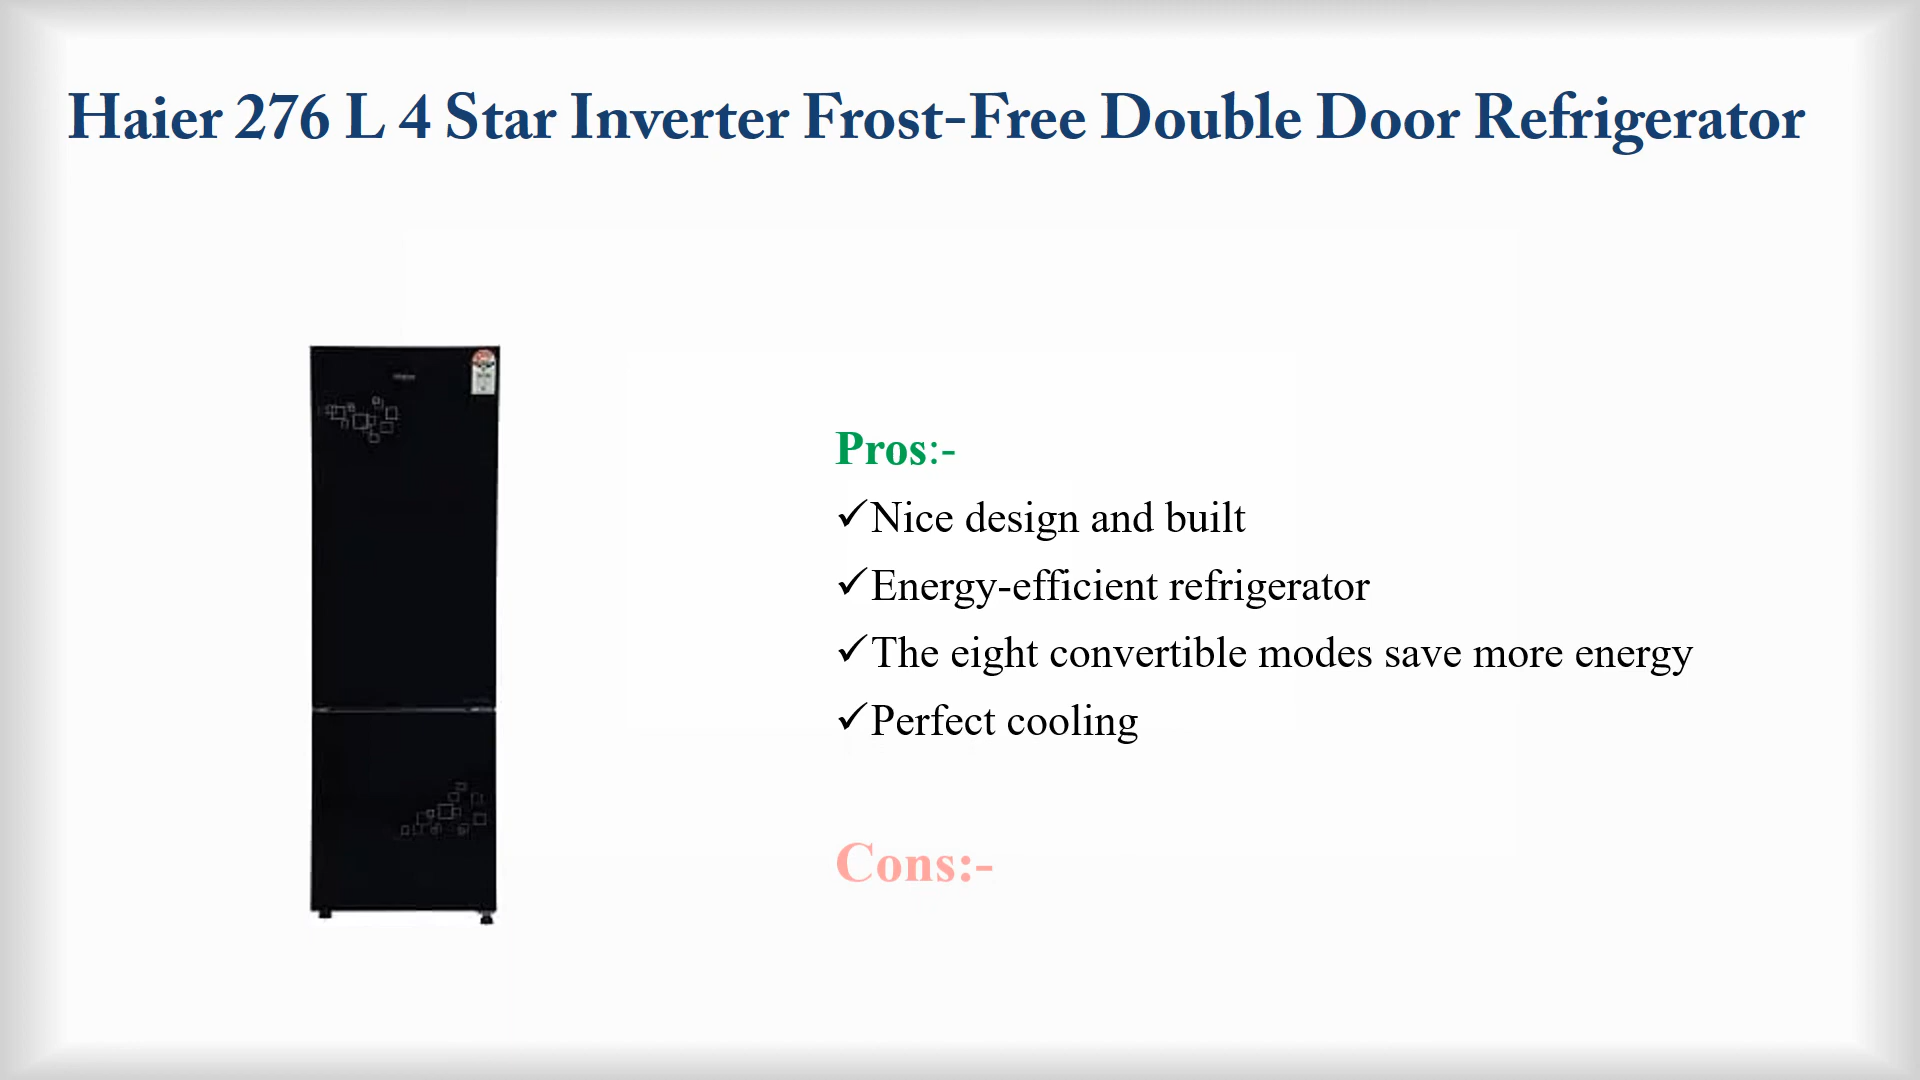 Haier 276 L 4 Star Inverter Frost-Free Double Door Refrigerator
Pros:-
✓Nice design and built
✓Energy-efficient refrigerator
✓The eight convertible modes save more energy
✓Perfect cooling
Cons:-